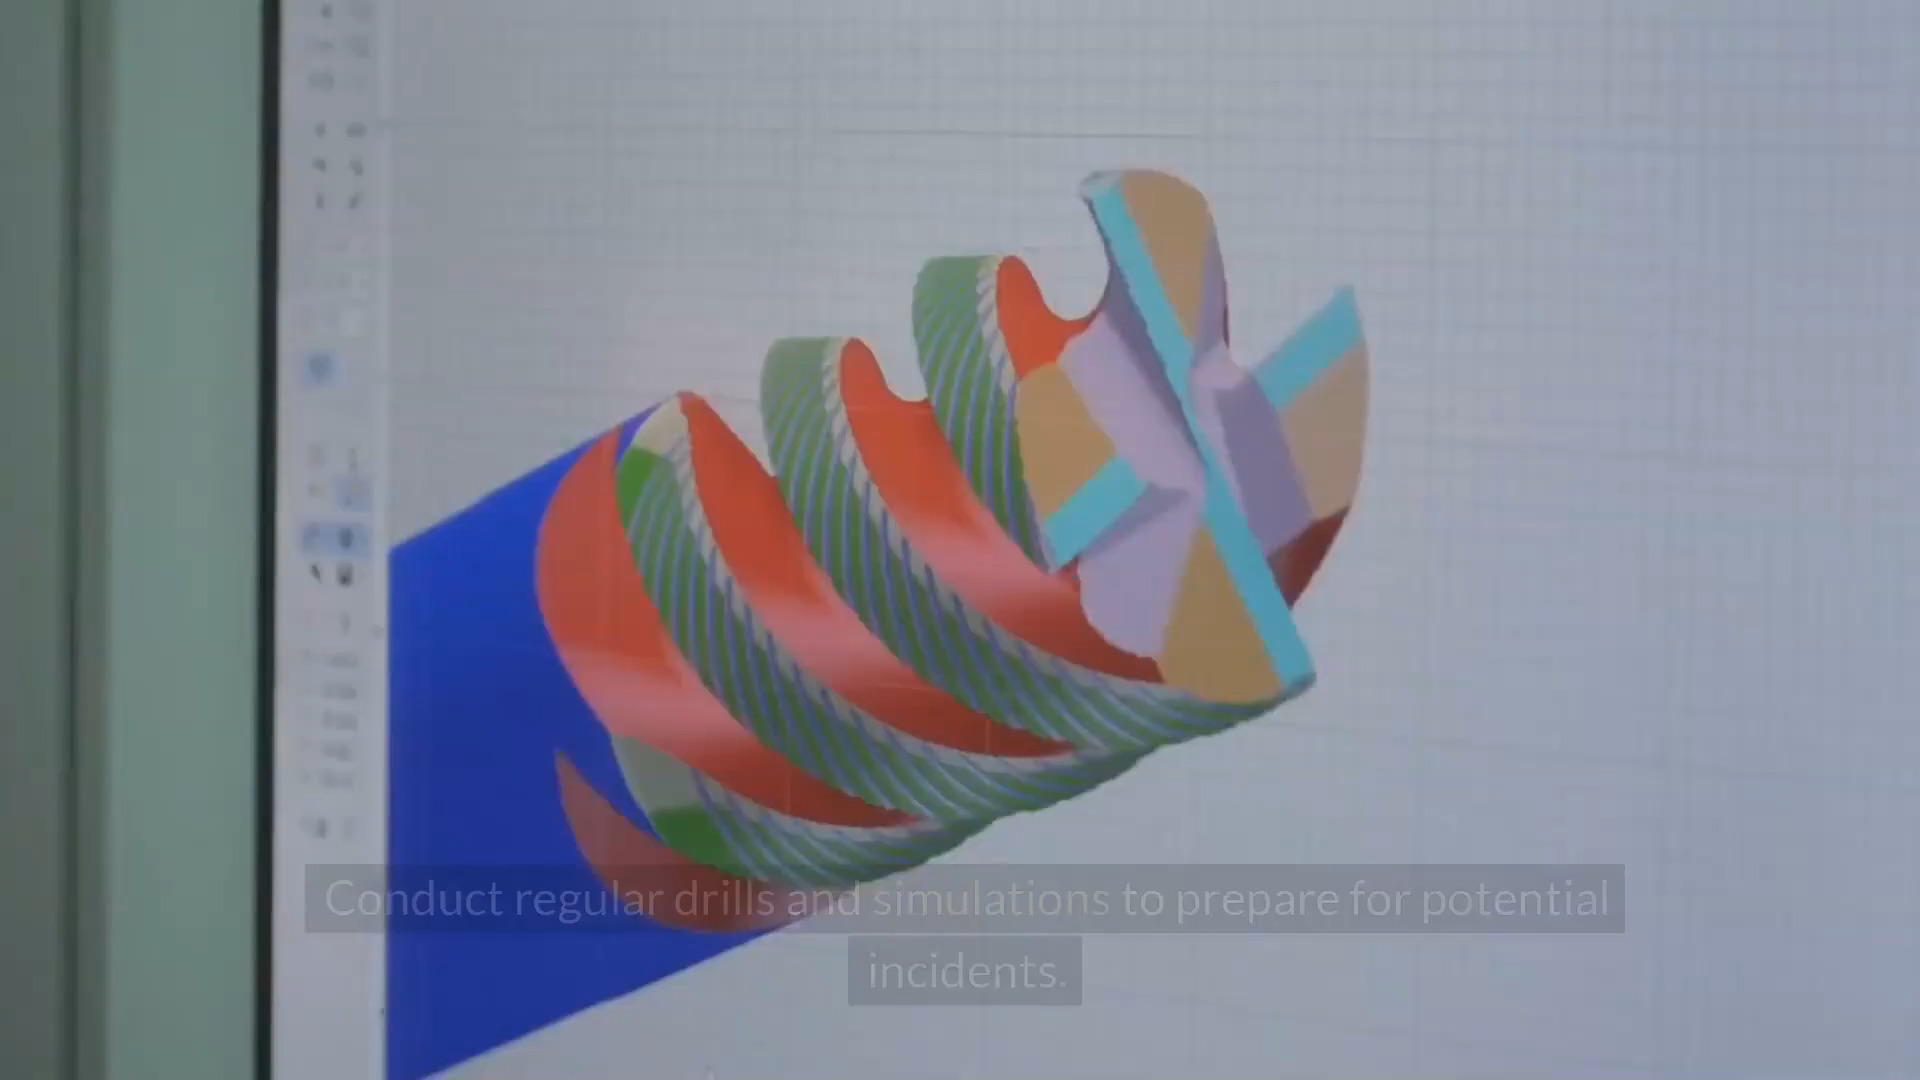 Conduct regular drills and simulations to prepare for potential
incidents.